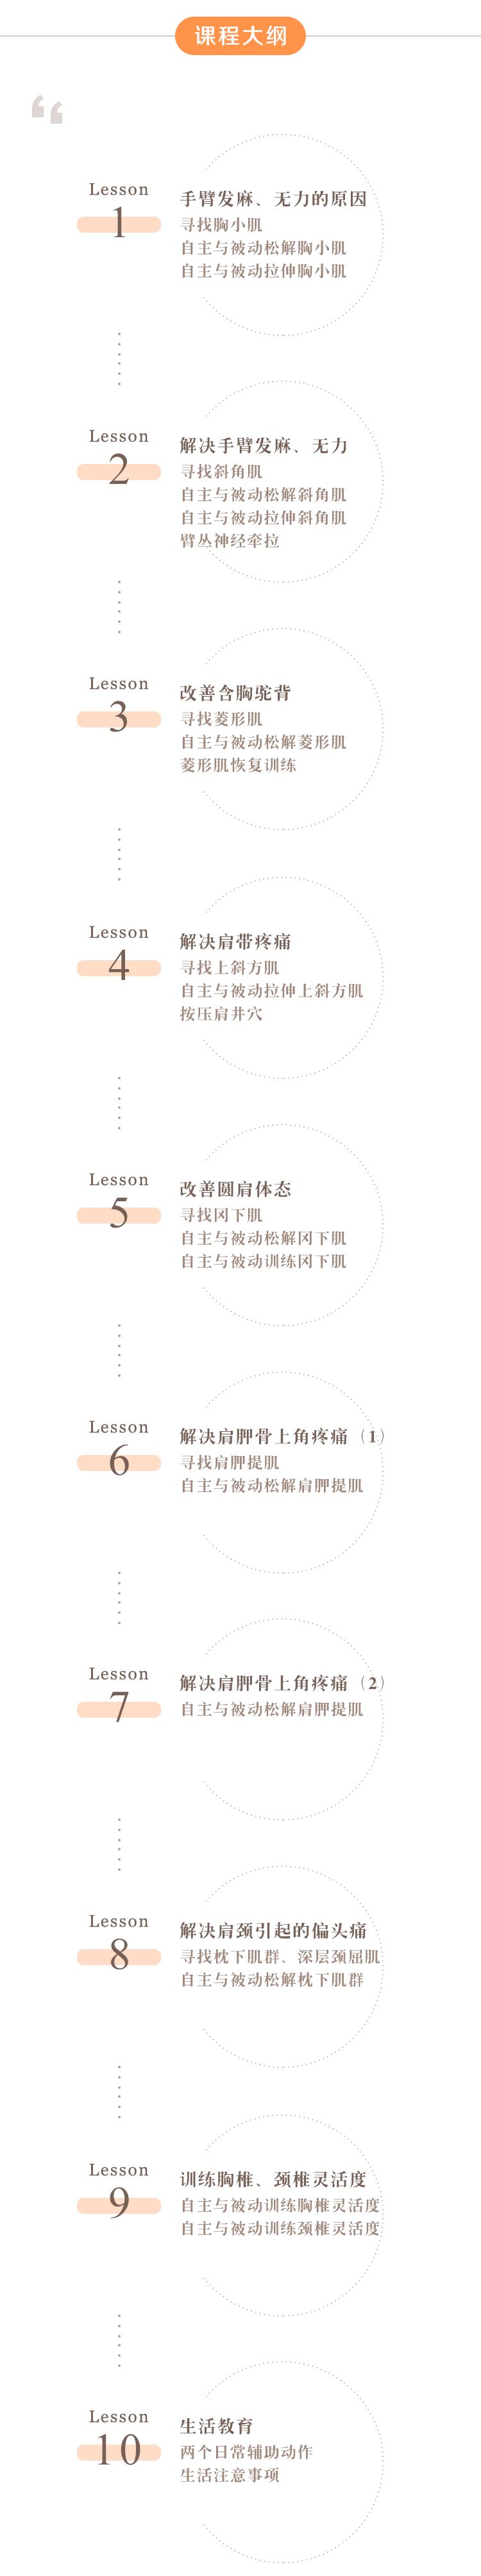 课程大纲
Lesson
1
手臂发麻、无力的原因
寻找胸小肌
自主与被动松解胸小肌
自主与被动拉伸胸小肌
Lesson
2
解决手臂发麻、无力
寻找斜角肌
自主与被动松解斜角肌
自主与被动拉伸斜角肌
臂丛神经牵拉
Lesson
3
改善含胸驼背
寻找菱形肌
自主与被动松解菱形肌
菱形肌恢复训练
Lesson
4
解决肩带疼痛
寻找上斜方肌
自主与被动拉伸上斜方肌
按压肩井穴
Lesson
5
改善圆肩体态
寻找冈下肌
自主与被动松解冈下肌
自主与被动训练冈下肌
Lesson
6
解决肩胛骨上角疼痛（1）
寻找肩胛提肌
自主与被动松解肩胛提肌
Lesson
7
解决肩胛骨上角疼痛（2）
自主与被动松解肩胛提肌
Lesson
8
解决肩颈引起的偏头痛
寻找枕下肌群、深层颈屈肌
自主与被动松解枕下肌群
Lesson
9
训练胸椎、颈椎灵活度
自主与被动训练胸椎灵活度
自主与被动训练颈椎灵活度
Lesson
10
生活教育
两个日常辅助动作
生活注意事项